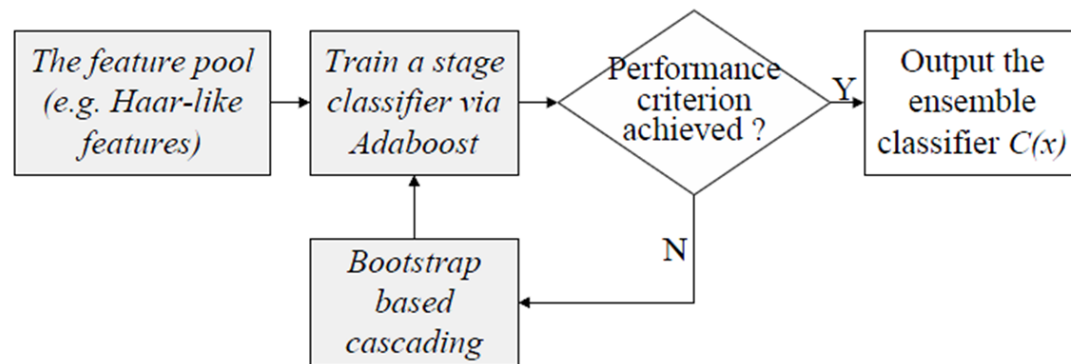 The feature pool
(e.g. Haar-like
features)
Train a stage
classifier via
Adaboost
Performance
criterion
achieved ?
Y
Output the
ensemble
classifier C(x)
N
Bootstrap
based
cascading